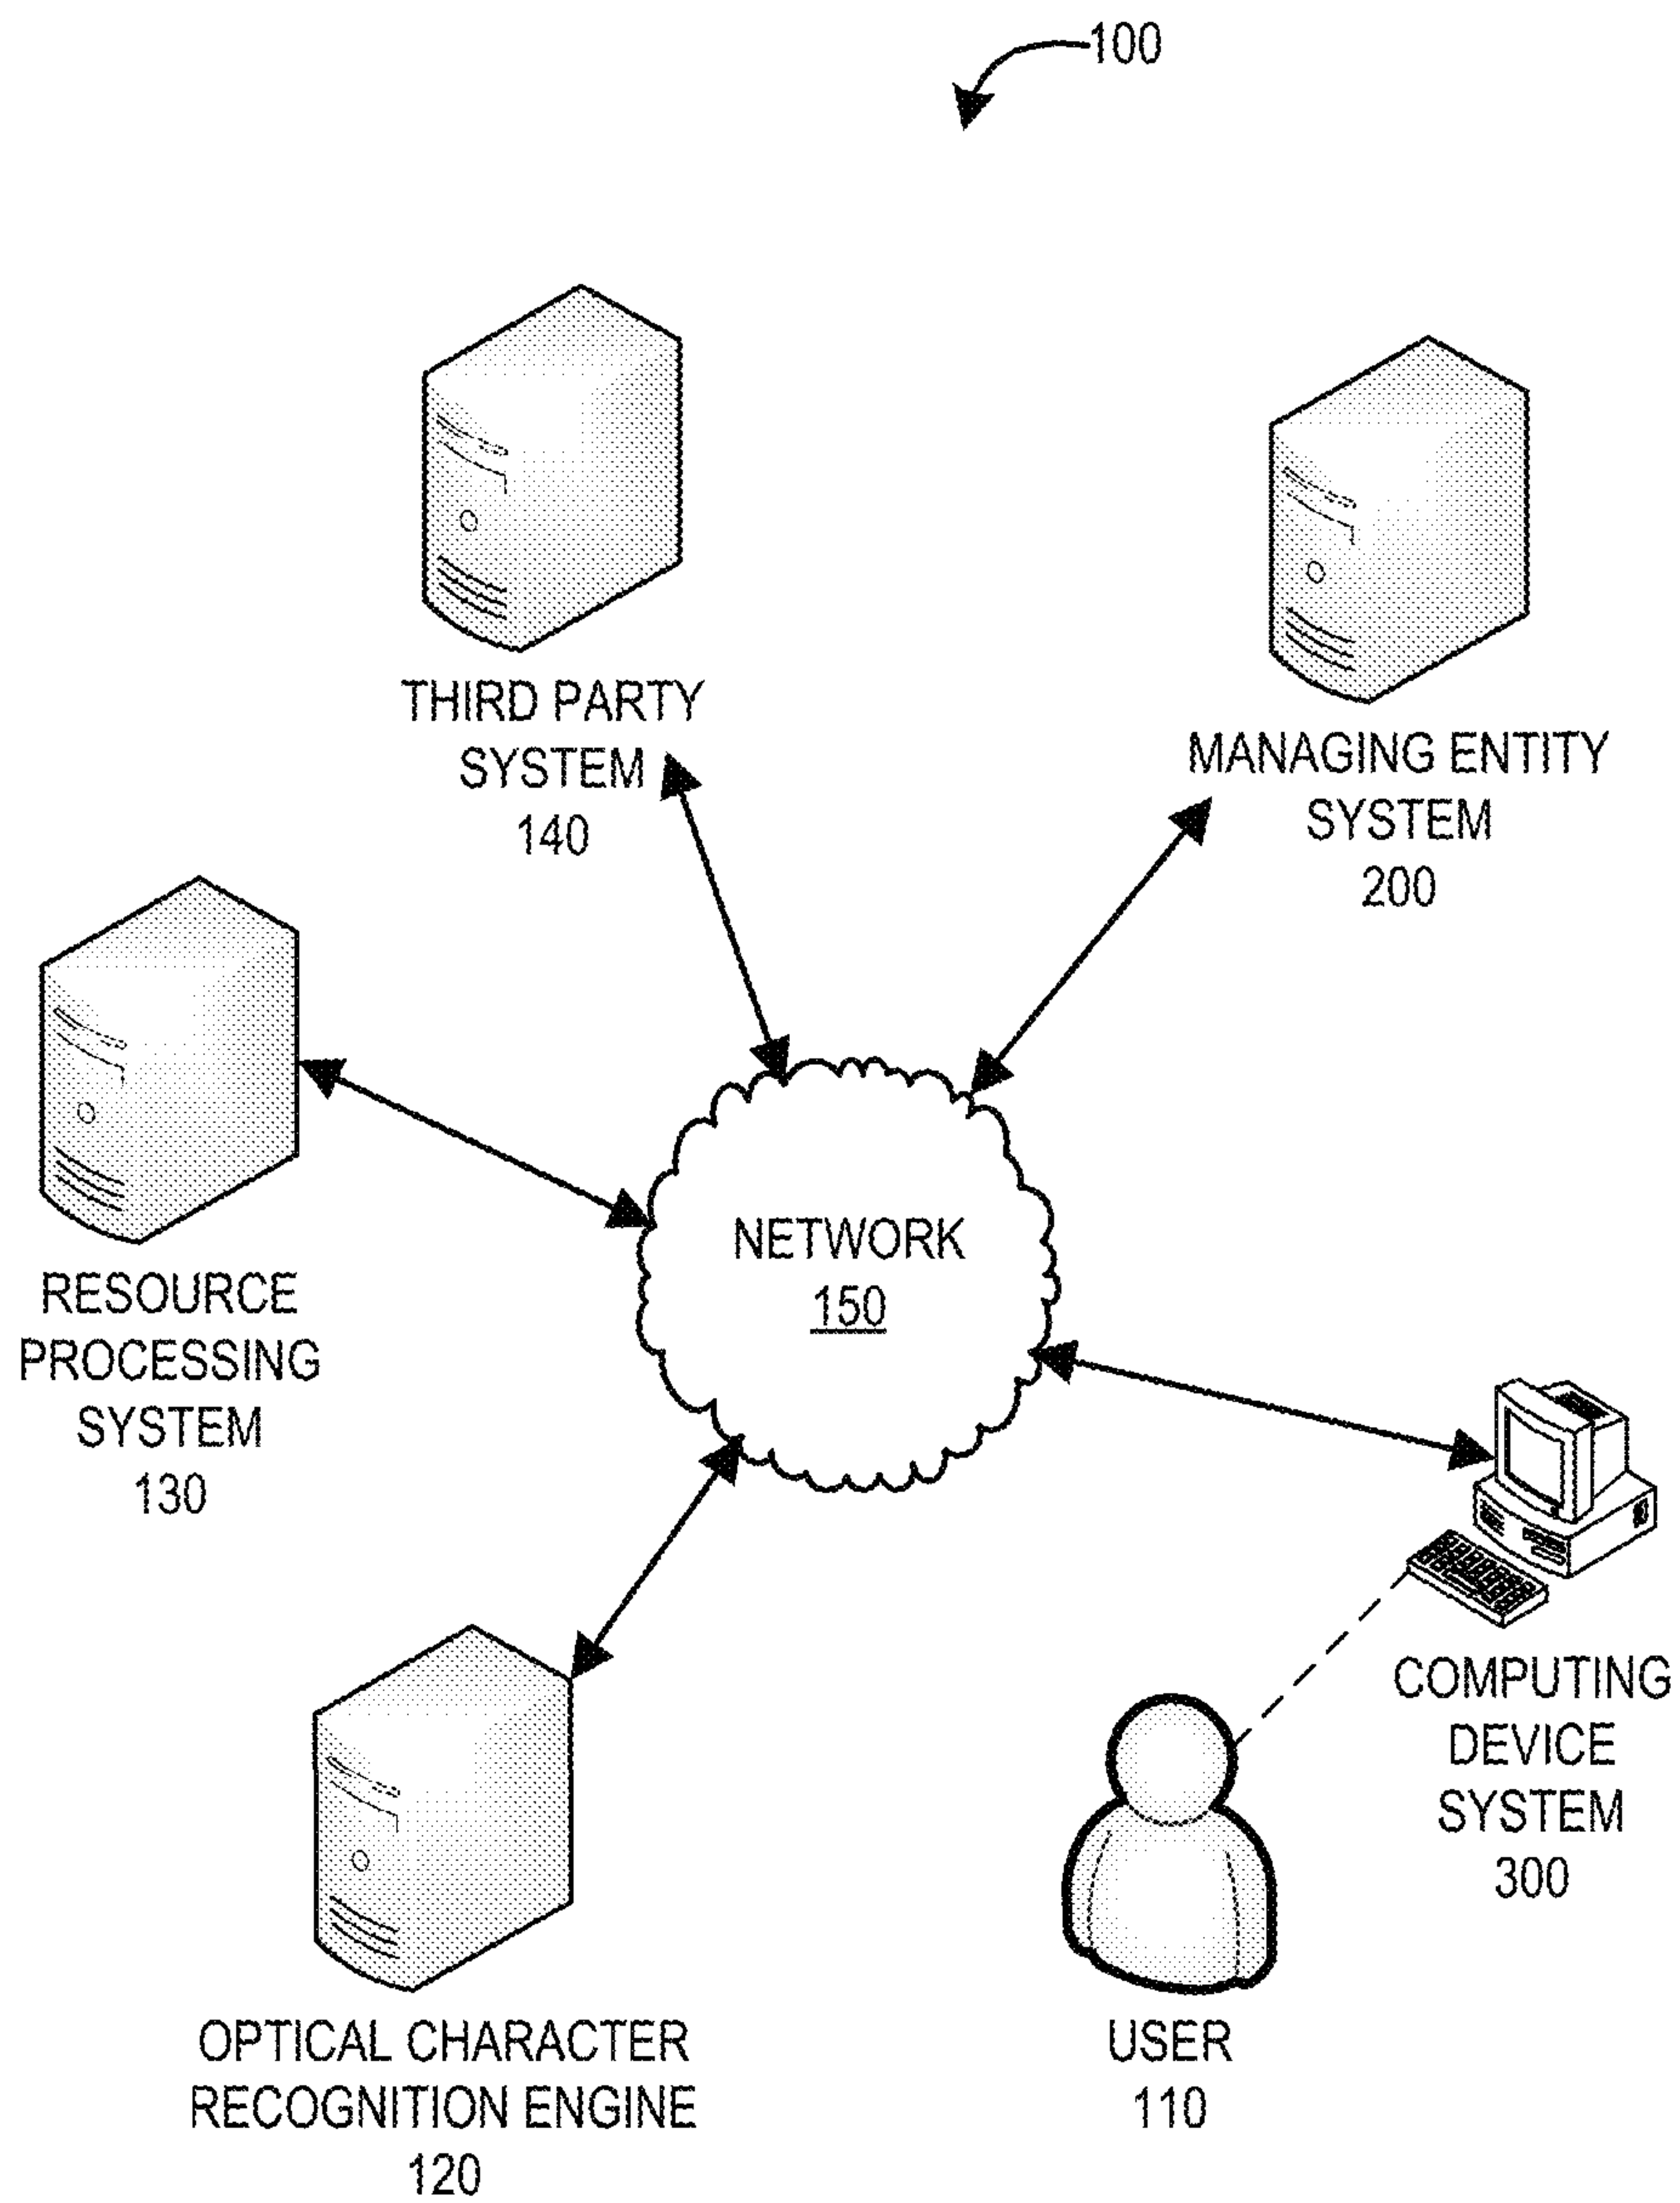 100
THIRD PARTY
SYSTEM
140
MANAGING ENTITY
SYSTEM
200
RESOURCE
PROCESSING
SYSTEM
130
NETWORK
150
COMPUTING
DEVICE
SYSTEM
300
OPTICAL CHARACTER
RECOGNITION ENGINE
120
USER
110